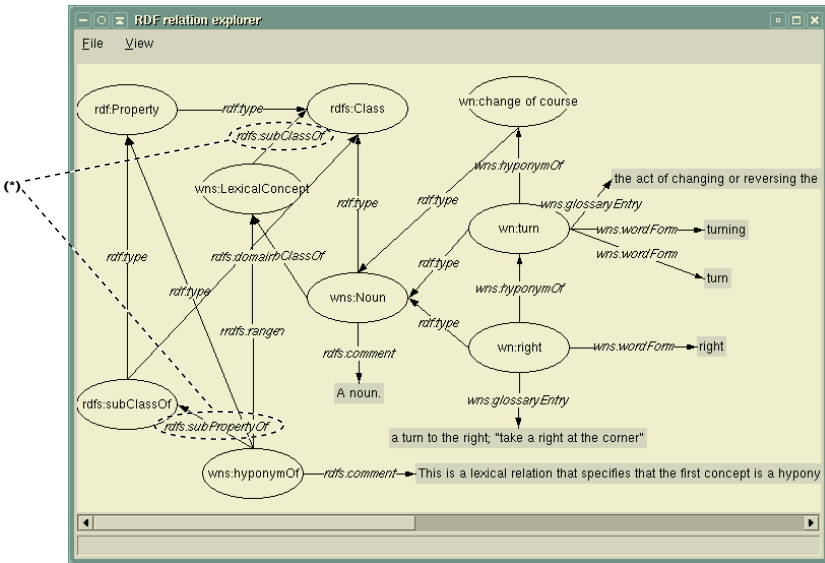 RDF relation explorer
File View
rdf:Property
rdf:type
rdfs:Class
wn:change of course
rdfs:subClassOf
wns:hyponymOf
the act of changing or reversing the
(*)
wns:LexicalConcept
rdf:type
rdf:type
wns:glossaryEntry
wn:turn
wns:wordForm
turning
wns:wordForm
turn
rdf:type
rdfs:domain
bClassOf
rdf:type
rdf:type
wns:hyponymOf
wns:Noun
rdf:type
rdfs:comment
wn:right
wns:wordForm
right
A noun.
rdfs:subClassOf
wns:glossaryEntry
rdfs:subPropertyOf
a turn to the right; "take a right at the corner"
wns:hyponymOf
rdfs:comment
This is a lexical relation that specifies that the first concept is a hypony